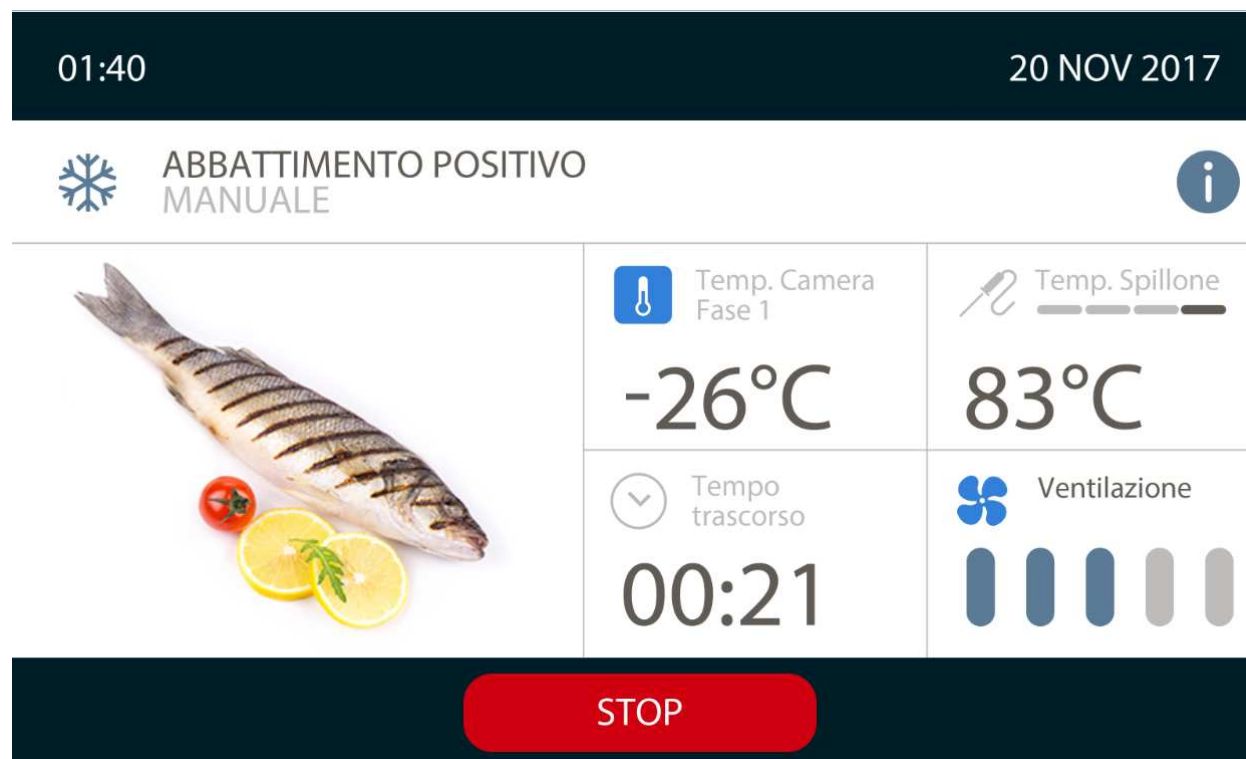 01:40
20 NOV 2017
ABBATTIMENTO POSITIVO
MANUALE
i
Temp. Camera
Fase 1
-26°C
Temp. Spillone
83°C
Tempo
trascorso
00:21
Ventilazione
STOP